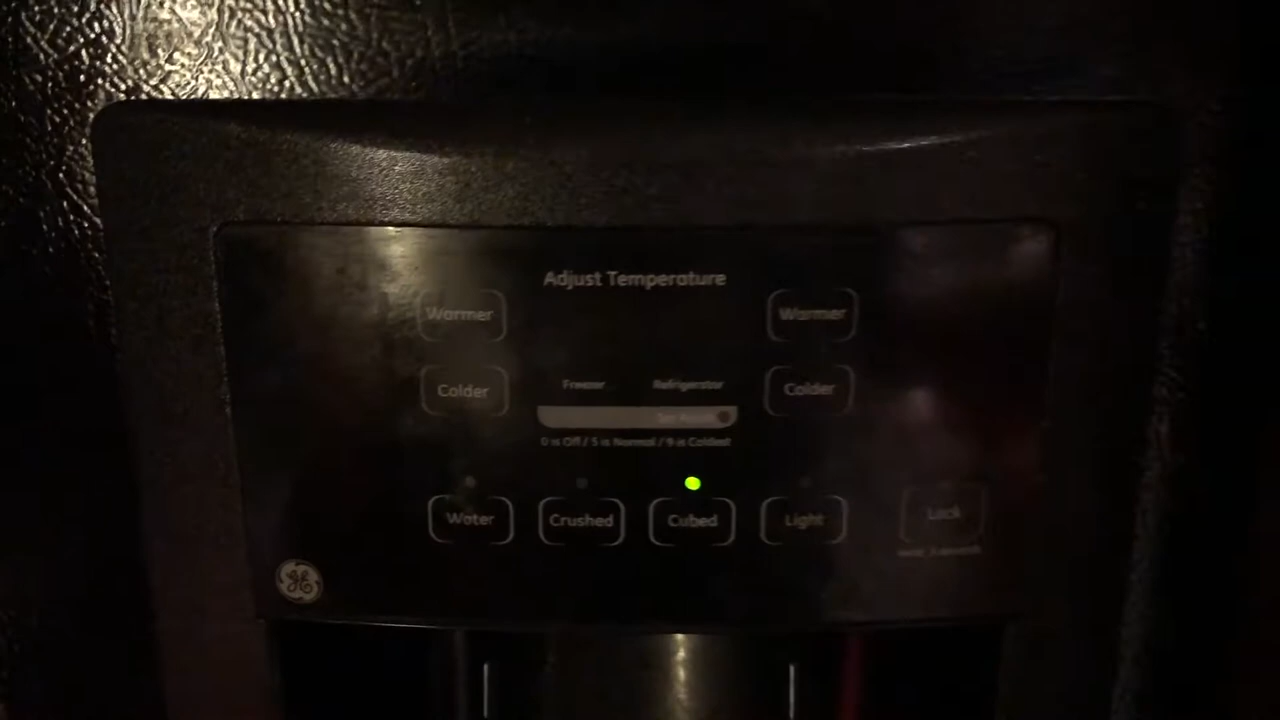 Adjust Temperature
Warmer
Warmer
Colder
Freezer
Refrigerator
Colder
0 is Off / 5 is Normal / 9 is Coldest
Water
Crushed
Cubed
Light
Lock
GE